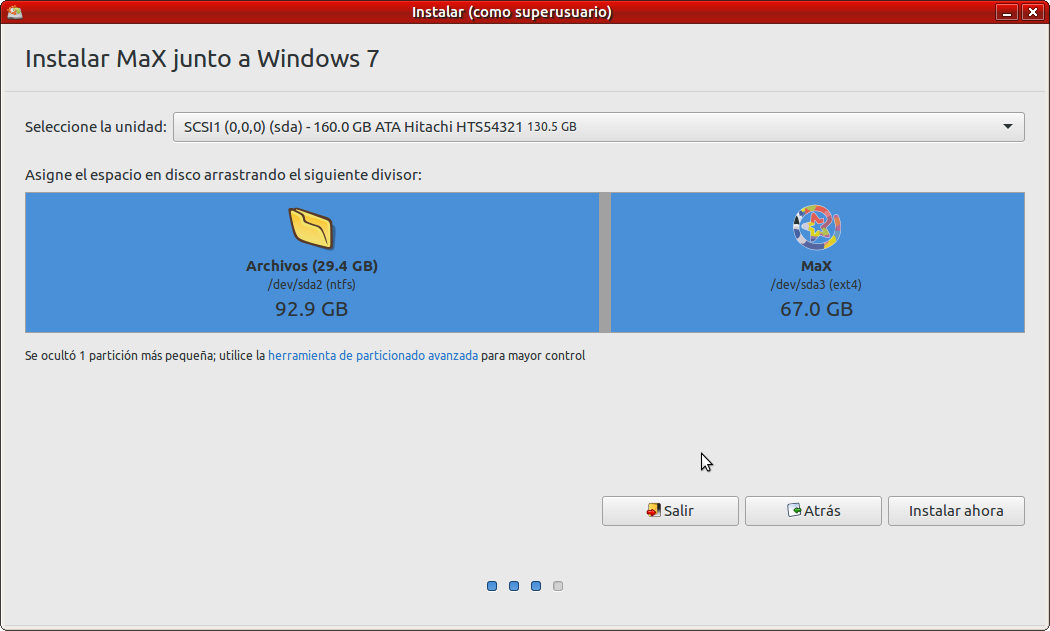 Instalar (como superusuario)
Instalar MaX junto a Windows 7
Seleccione la unidad: SCSI1 (0,0,0) (sda) - 160.0 GB ATA Hitachi HTS54321 130.5 GB
Asigne el espacio en disco arrastrando el siguiente divisor:
Archivos (29.4 GB)
/dev/sda2 (ntfs)
92.9 GB
MaX
/dev/sda3 (ext4)
67.0 GB
Se ocultó 1 partición más pequeña; utilice la herramienta de particionado avanzada para mayor control
Salir Atrás Instalar ahora